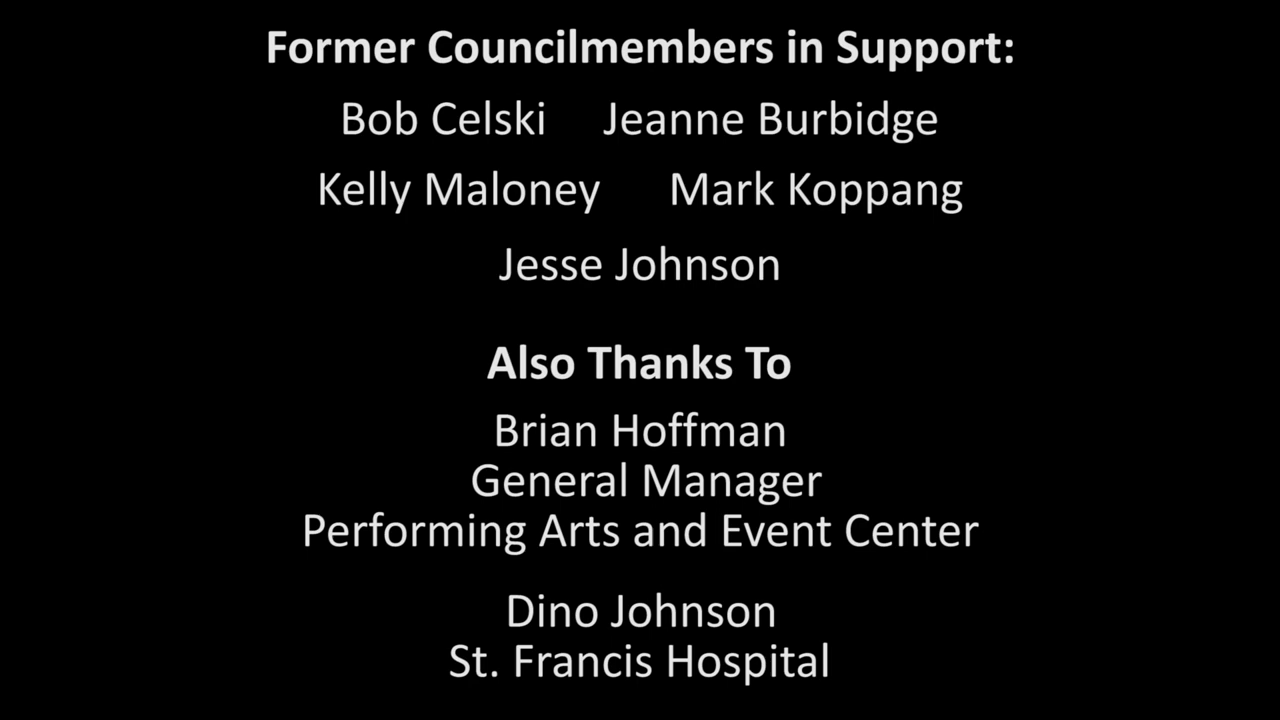 Former Councilmembers in Support:
Bob Celski Jeanne Burbidge
Kelly Maloney Mark Koppang
Jesse Johnson
Also Thanks To
Brian Hoffman
General Manager
Performing Arts and Event Center
Dino Johnson
St. Francis Hospital